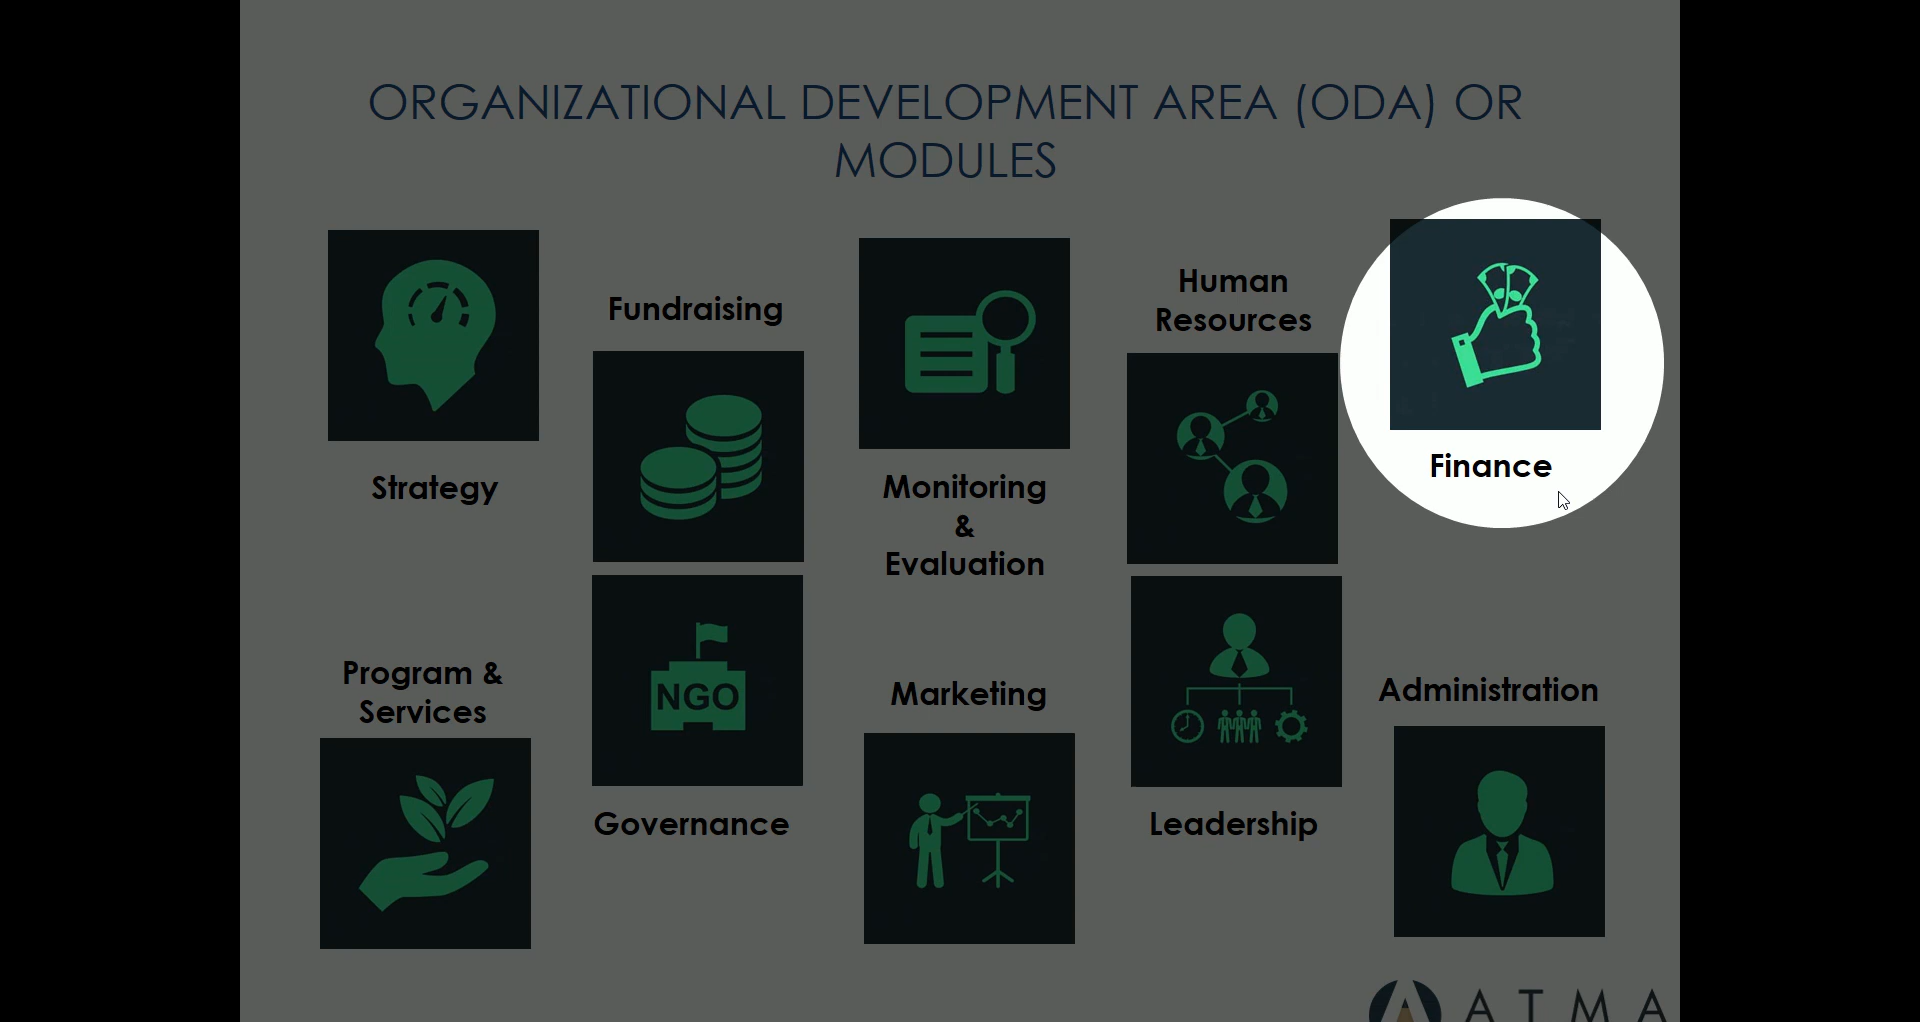 ORGANIZATIONAL DEVELOPMENT AREA (ODA) OR
MODULES
Strategy
Fundraising
Monitoring
&
Evaluation
Human
Resources
Finance
Program &
Services
NGO
Governance
Marketing
Leadership
Administration
ATMA